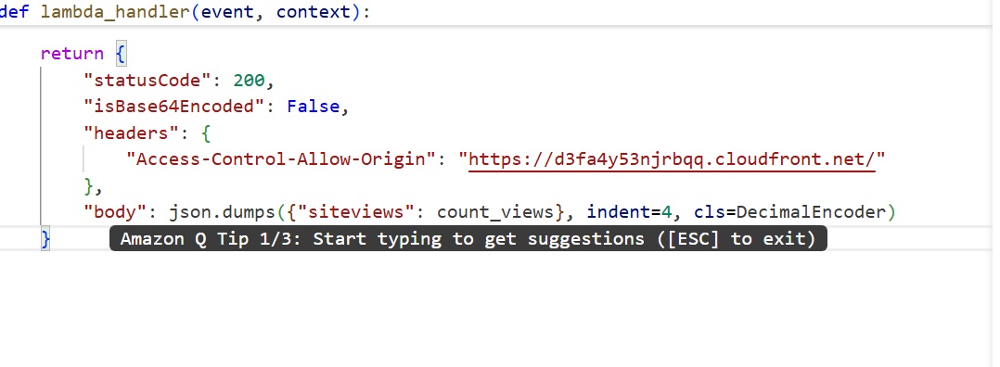 def lambda_handler(event, context):
return {
"statusCode": 200,
"isBase64Encoded": False,
"headers": {
"Access-Control-Allow-Origin": "https://d3fa4y53njrbqq.cloudfront.net/"
},
"body": json.dumps({"siteviews": count_views}, indent=4, cls=DecimalEncoder)
} Amazon Q Tip 1/3: Start typing to get suggestions ([ESC] to exit)